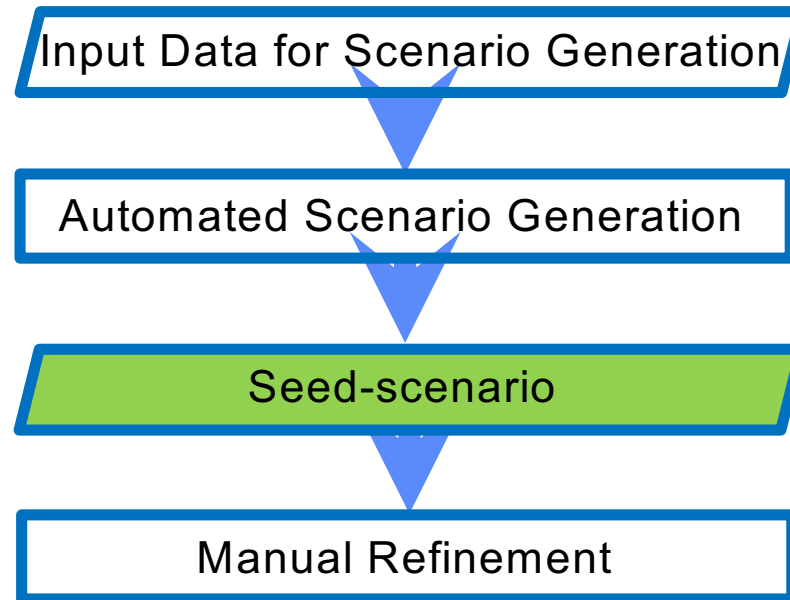 Input Data for Scenario Generation
Automated Scenario Generation
Seed-scenario
Manual Refinement